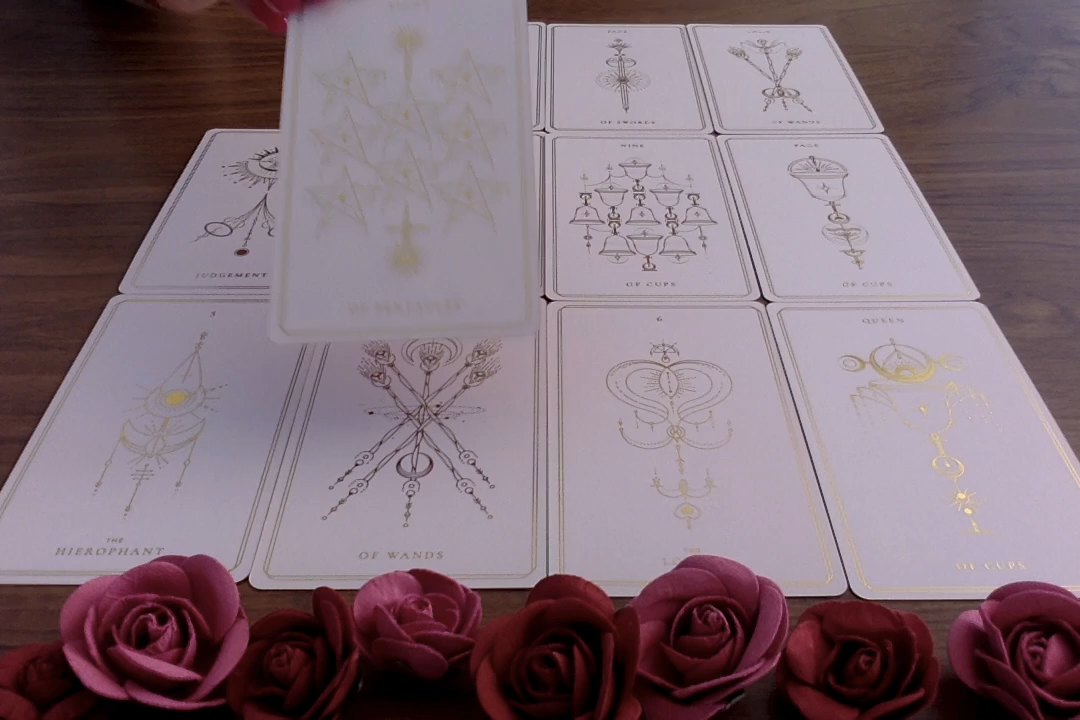 PAGE
OF SWORDS
OF WANDS
JUDGEMENT
NINE
OF CUPS
PAGE
OF CUPS
5
THE
HIEROPHANT
OF WANDS
6
THE
QUEEN
OF CUPS